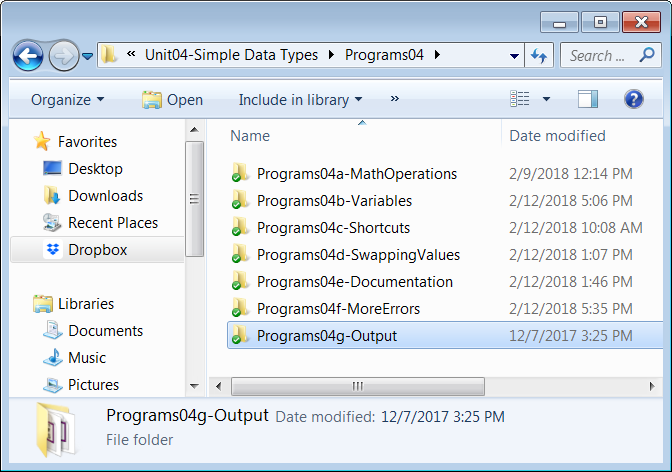 « Unit04-Simple Data Types Programs04 Search ...
Organize Open Include in library »
Name Date modified
Favorites
Desktop
Downloads
Recent Places
Dropbox
Libraries
Documents
Music
Pictures
Programs04a-MathOperations 2/9/2018 12:14 PM
Programs04b-Variables 2/12/2018 5:06 PM
Programs04c-Shortcuts 2/12/2018 10:08 AM
Programs04d-SwappingValues 2/12/2018 1:07 PM
Programs04e-Documentation 2/12/2018 1:46 PM
Programs04f-MoreErrors 2/12/2018 5:35 PM
Programs04g-Output 12/7/2017 3:25 PM
Programs04g-Output Date modified: 12/7/2017 3:25 PM
File folder